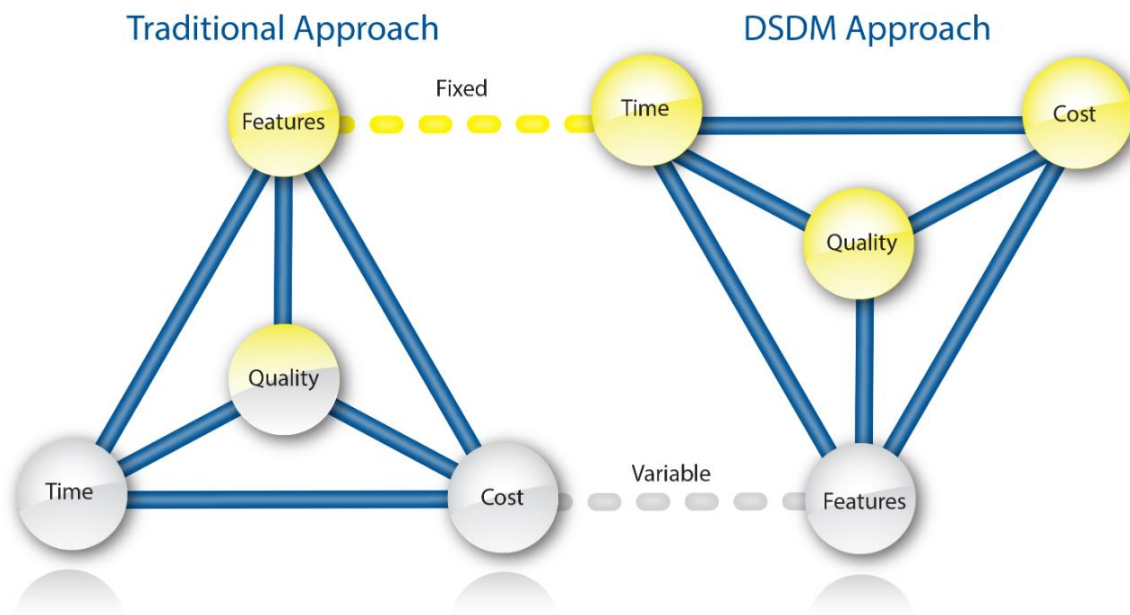 Traditional Approach
DSDM Approach
Features
Fixed
Time
Cost
Quality
Quality
Time
Cost
Variable
Features